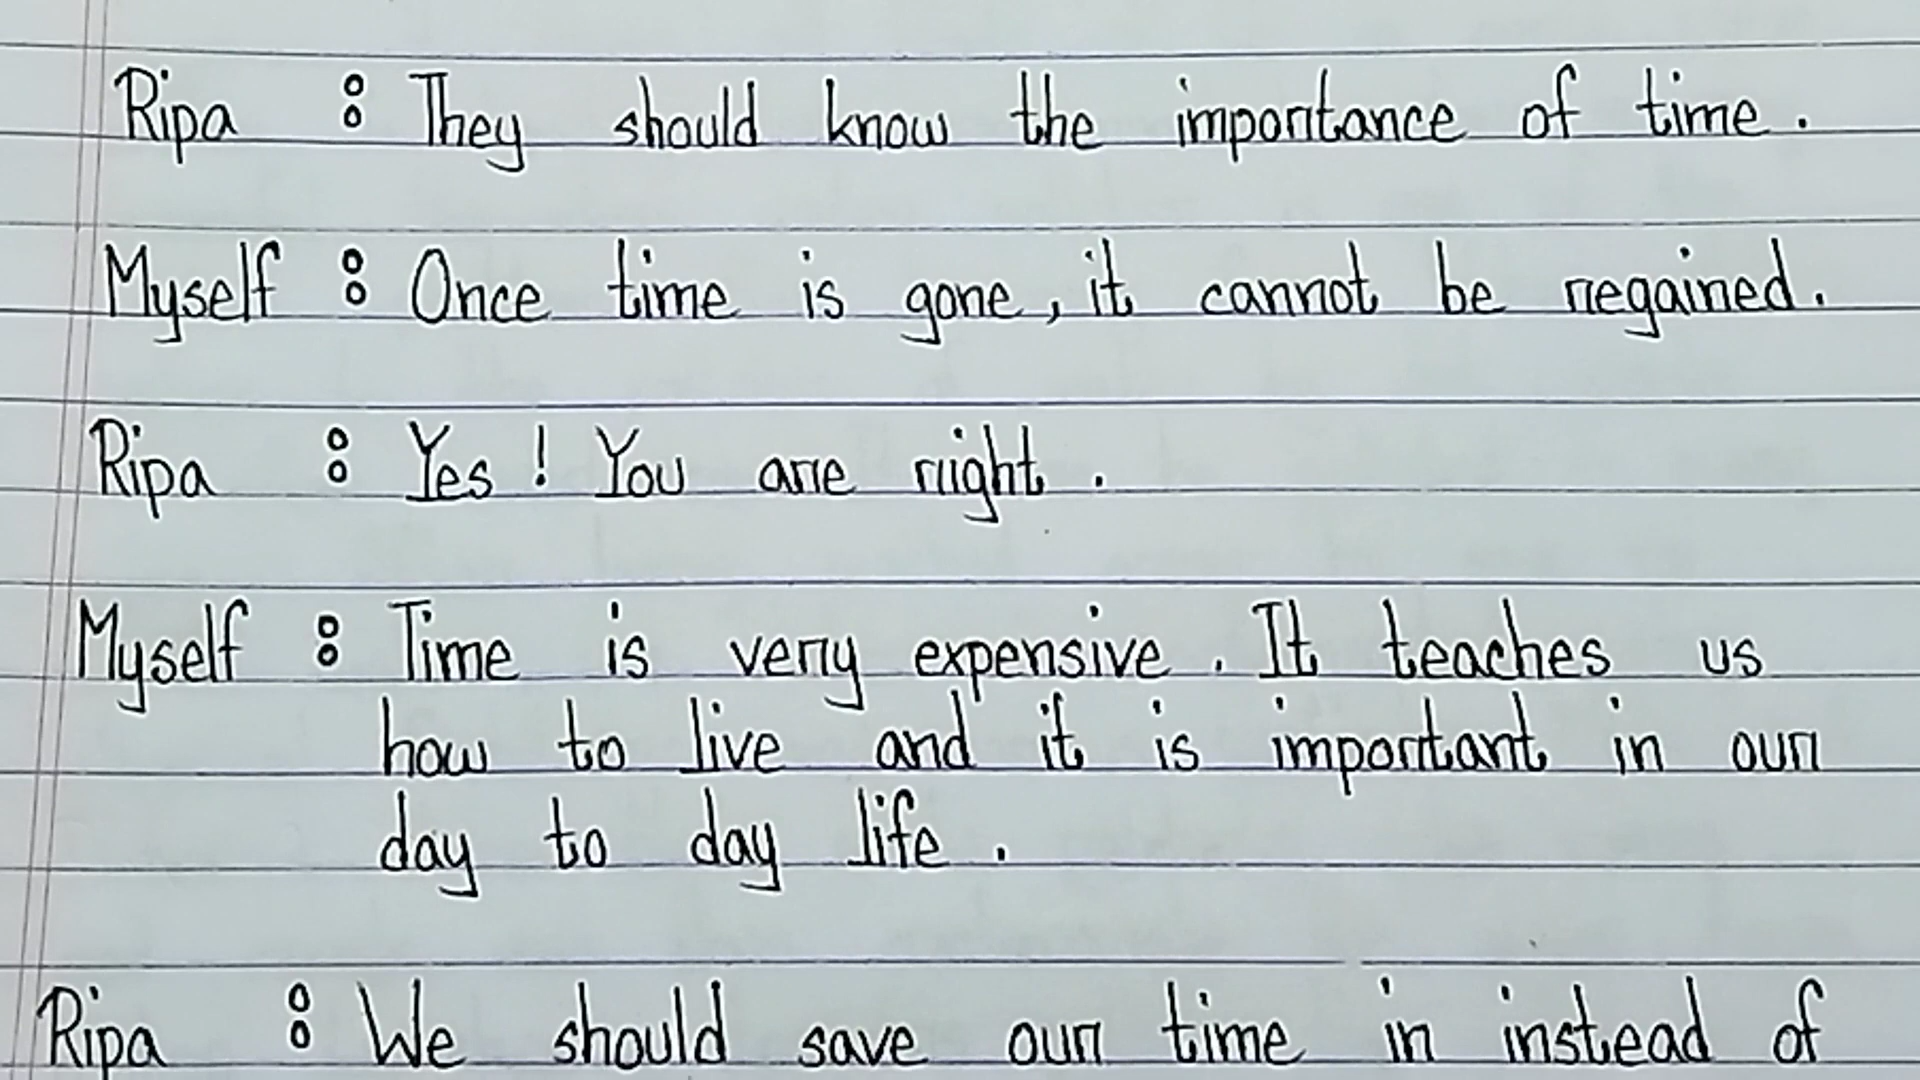 Ripa : They should know the importance of time.
Myself : Once time is gone, it cannot be regained.
Ripa : Yes! You are right.
Myself : Time is very expensive. It teaches us
how to live and it is important in our
day to day life.
Ripa : We should save our time in instead of